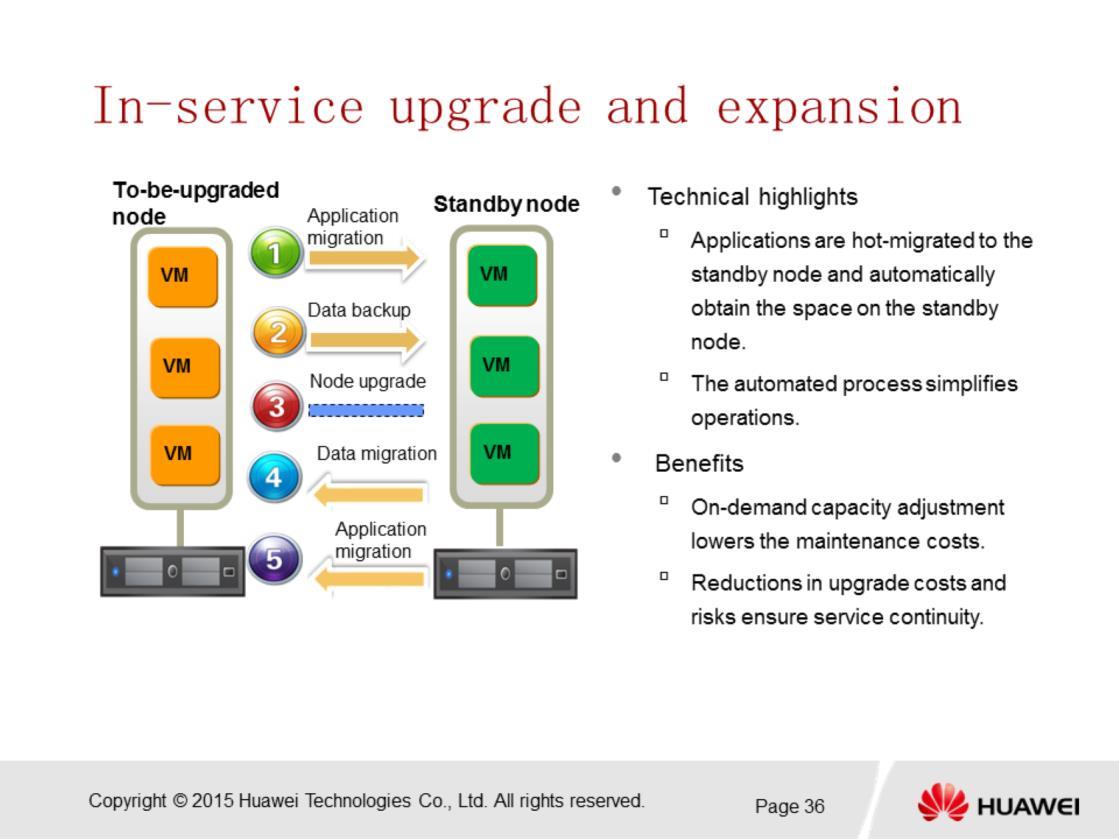 In-service upgrade and expansion
To-be-upgraded
node
Standby node
VM
VM
VM
1
Application
migration
2
Data backup
3
Node upgrade
4
Data migration
5
Application
migration
VM
VM
VM
• Technical highlights
▫ Applications are hot-migrated to the
standby node and automatically
obtain the space on the standby
node.
▫ The automated process simplifies
operations.
• Benefits
▫ On-demand capacity adjustment
lowers the maintenance costs.
▫ Reductions in upgrade costs and
risks ensure service continuity.
Copyright © 2015 Huawei Technologies Co., Ltd. All rights reserved.
Page 36
HUAWEI